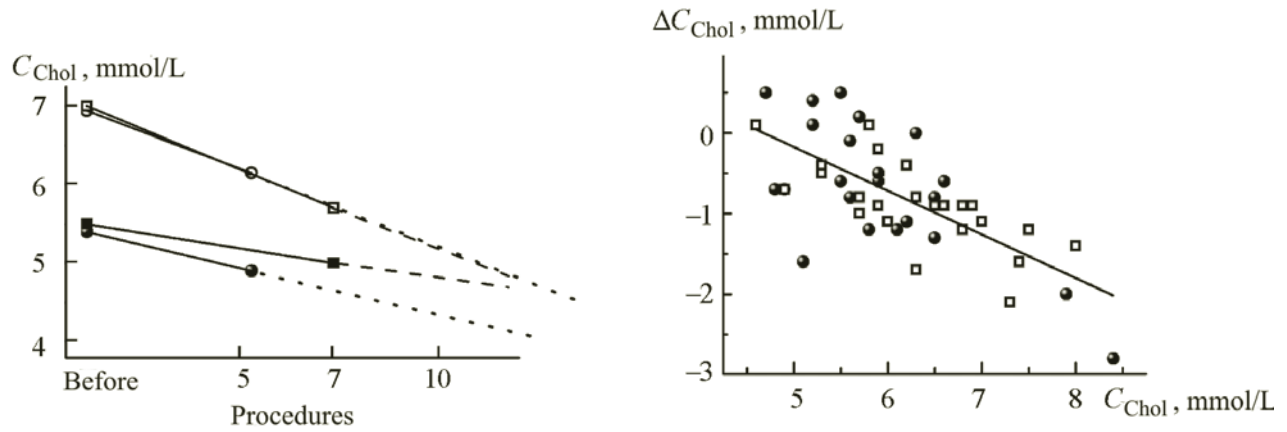 C_Chol , mmol/L
7
6
5
4
Before 5 7 10
Procedures
ΔC_Chol , mmol/L
0
−1
−2
−3
5 6 7 8 C_Chol , mmol/L